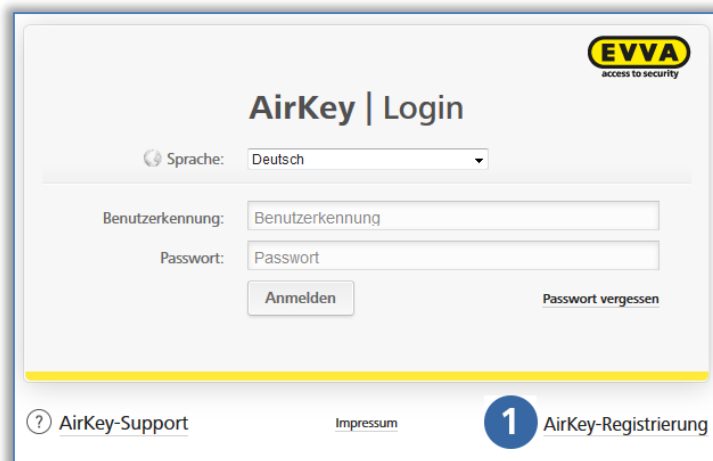 EVVA
access to security
AirKey | Login
Sprache: Deutsch
Benutzerkennung: Benutzerkennung
Passwort: Passwort
Anmelden Passwort vergessen
? AirKey-Support Impressum 1 AirKey-Registrierung